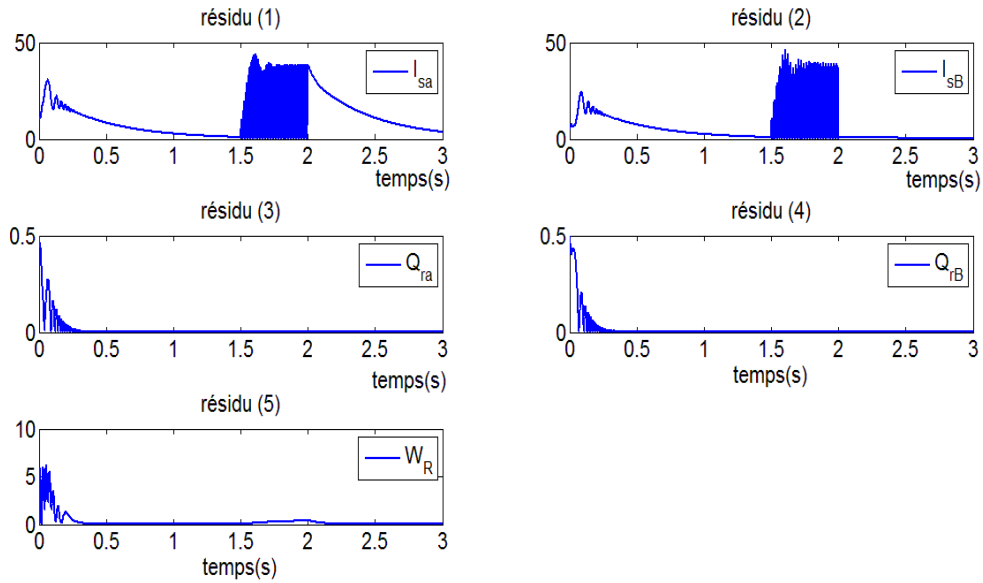 résidu (1)
50
0
I_sa
0 0.5 1 1.5 2 2.5 3
temps(s)
résidu (2)
50
0
I_sB
0 0.5 1 1.5 2 2.5 3
temps(s)
résidu (3)
0.5
0
Q_ra
0 0.5 1 1.5 2 2.5 3
temps(s)
résidu (4)
0.5
0
Q_rB
0 0.5 1 1.5 2 2.5 3
temps(s)
résidu (5)
10
5
0
W_R
0 0.5 1 1.5 2 2.5 3
temps(s)